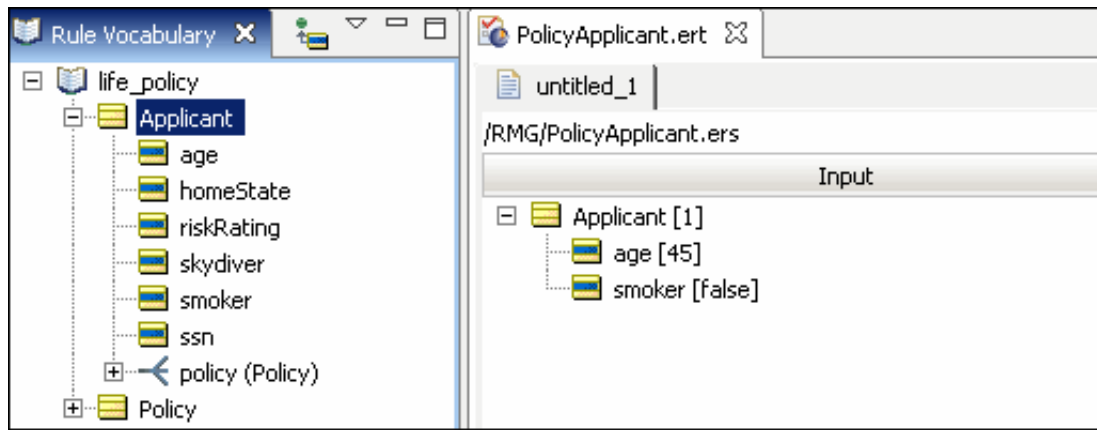 Rule Vocabulary
life_policy
Applicant
age
homeState
riskRating
skydiver
smoker
ssn
policy (Policy)
Policy
PolicyApplicant.ert
untitled_1
/RMG/PolicyApplicant.ers
Input
Applicant [1]
age [45]
smoker [false]